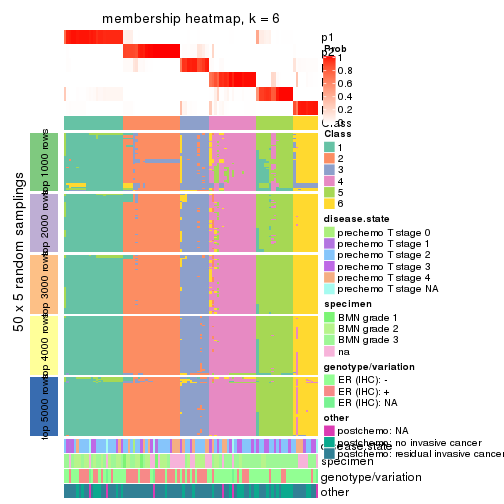 membership heatmap, k = 6
p1
Prob
1
0.8
0.6
0.4
0.2
0
Class
Class
1
2
3
4
5
6
disease.state
prechemo T stage 0
prechemo T stage 1
prechemo T stage 2
prechemo T stage 3
prechemo T stage 4
prechemo T stage NA
specimen
BMN grade 1
BMN grade 2
BMN grade 3
na
genotype/variation
ER (IHC): -
ER (IHC): +
ER (IHC): NA
other
postchemo: NA
postchemo: no invasive cancer
postchemo: residual invasive cancer
disease.state
specimen
genotype/variation
other
50 x 5 random samplings
top 1000 rows
top 2000 rows
top 3000 rows
top 4000 rows
top 5000 rows